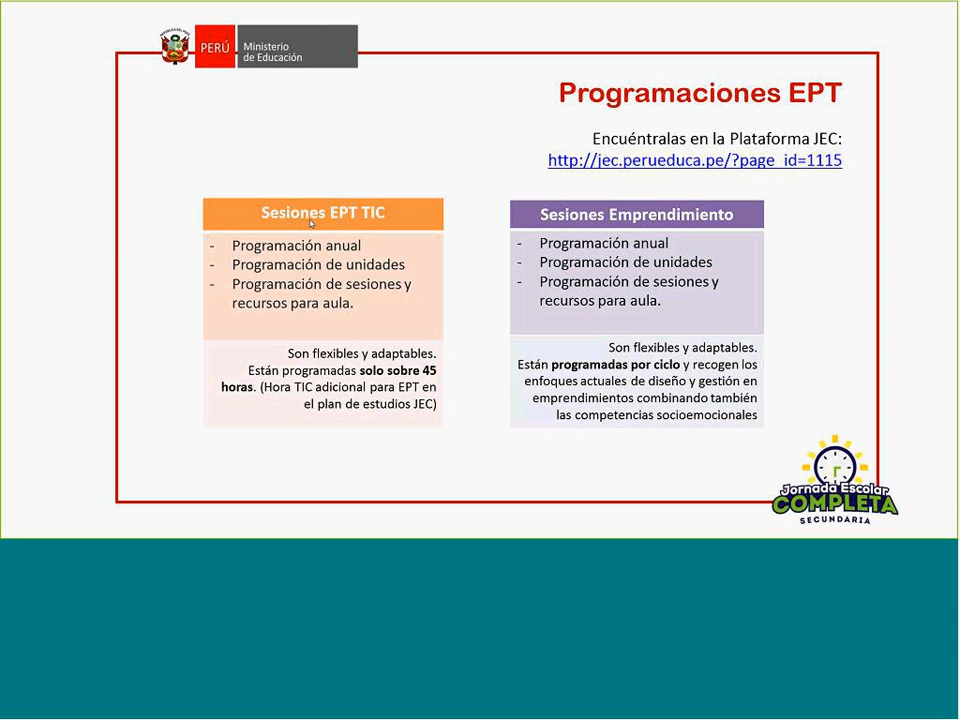 REPÚBLICA DEL PERÚ
PERÚ
Ministerio
de Educación
Programaciones EPT
Encuéntralas en la Plataforma JEC:
http://jec.perueduca.pe/?page_id=1115
Sesiones EPT TIC
- Programación anual
- Programación de unidades
- Programación de sesiones y
recursos para aula.
Son flexibles y adaptables.
Están programadas solo sobre 45
horas. (Hora TIC adicional para EPT en
el plan de estudios JEC)
Sesiones Emprendimiento
- Programación anual
- Programación de unidades
- Programación de sesiones y
recursos para aula.
Son flexibles y adaptables.
Están programadas por ciclo y recogen los
enfoques actuales de diseño y gestión en
emprendimientos combinando también
las competencias socioemocionales
Jornada Escolar
COMPLETA
SECUNDARIA